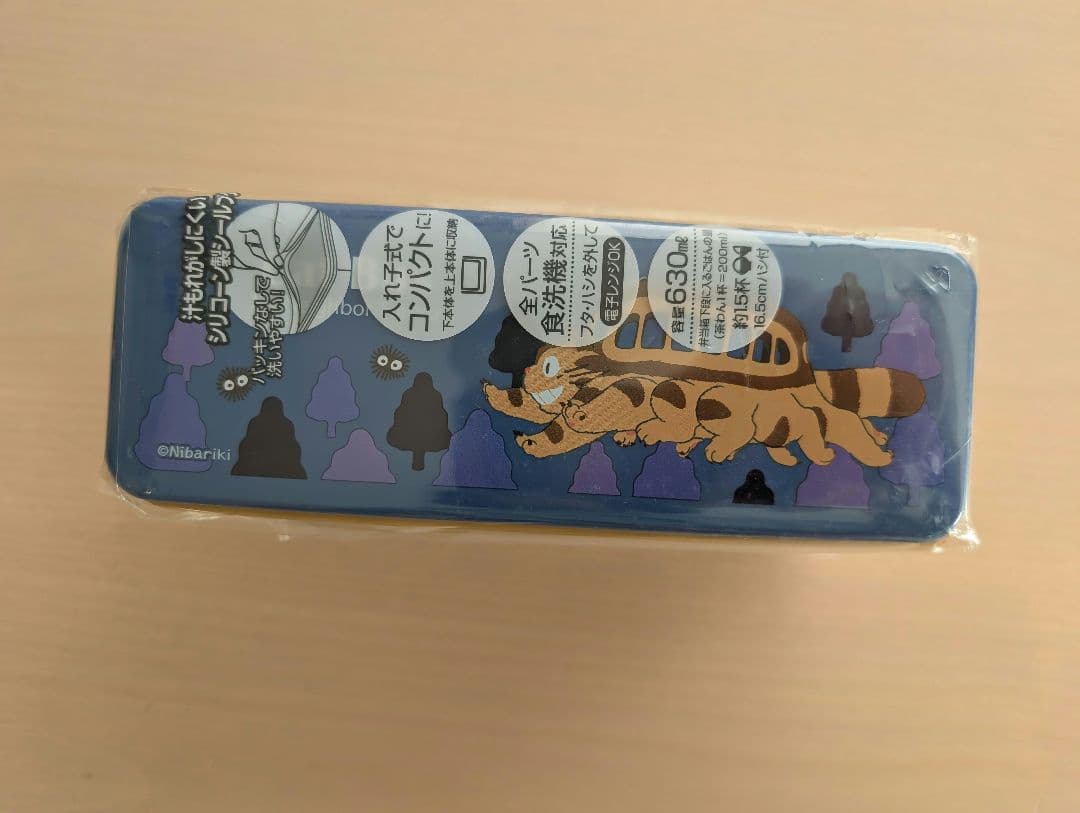 汁もれがしにくい
シリコーン製シールブ
パッキンなしで
洗いやすい!
入れ子式で
コンパクトに!
下本体を上本体に収納
全パーツ
食洗機対応
フタ・ハシを外して
電子レンジOK
容量630mℓ
弁当箱下段に入るごはんの量
(茶わん1杯=200mℓ)
約1.5杯
16.5cmハシ付
©Nibariki